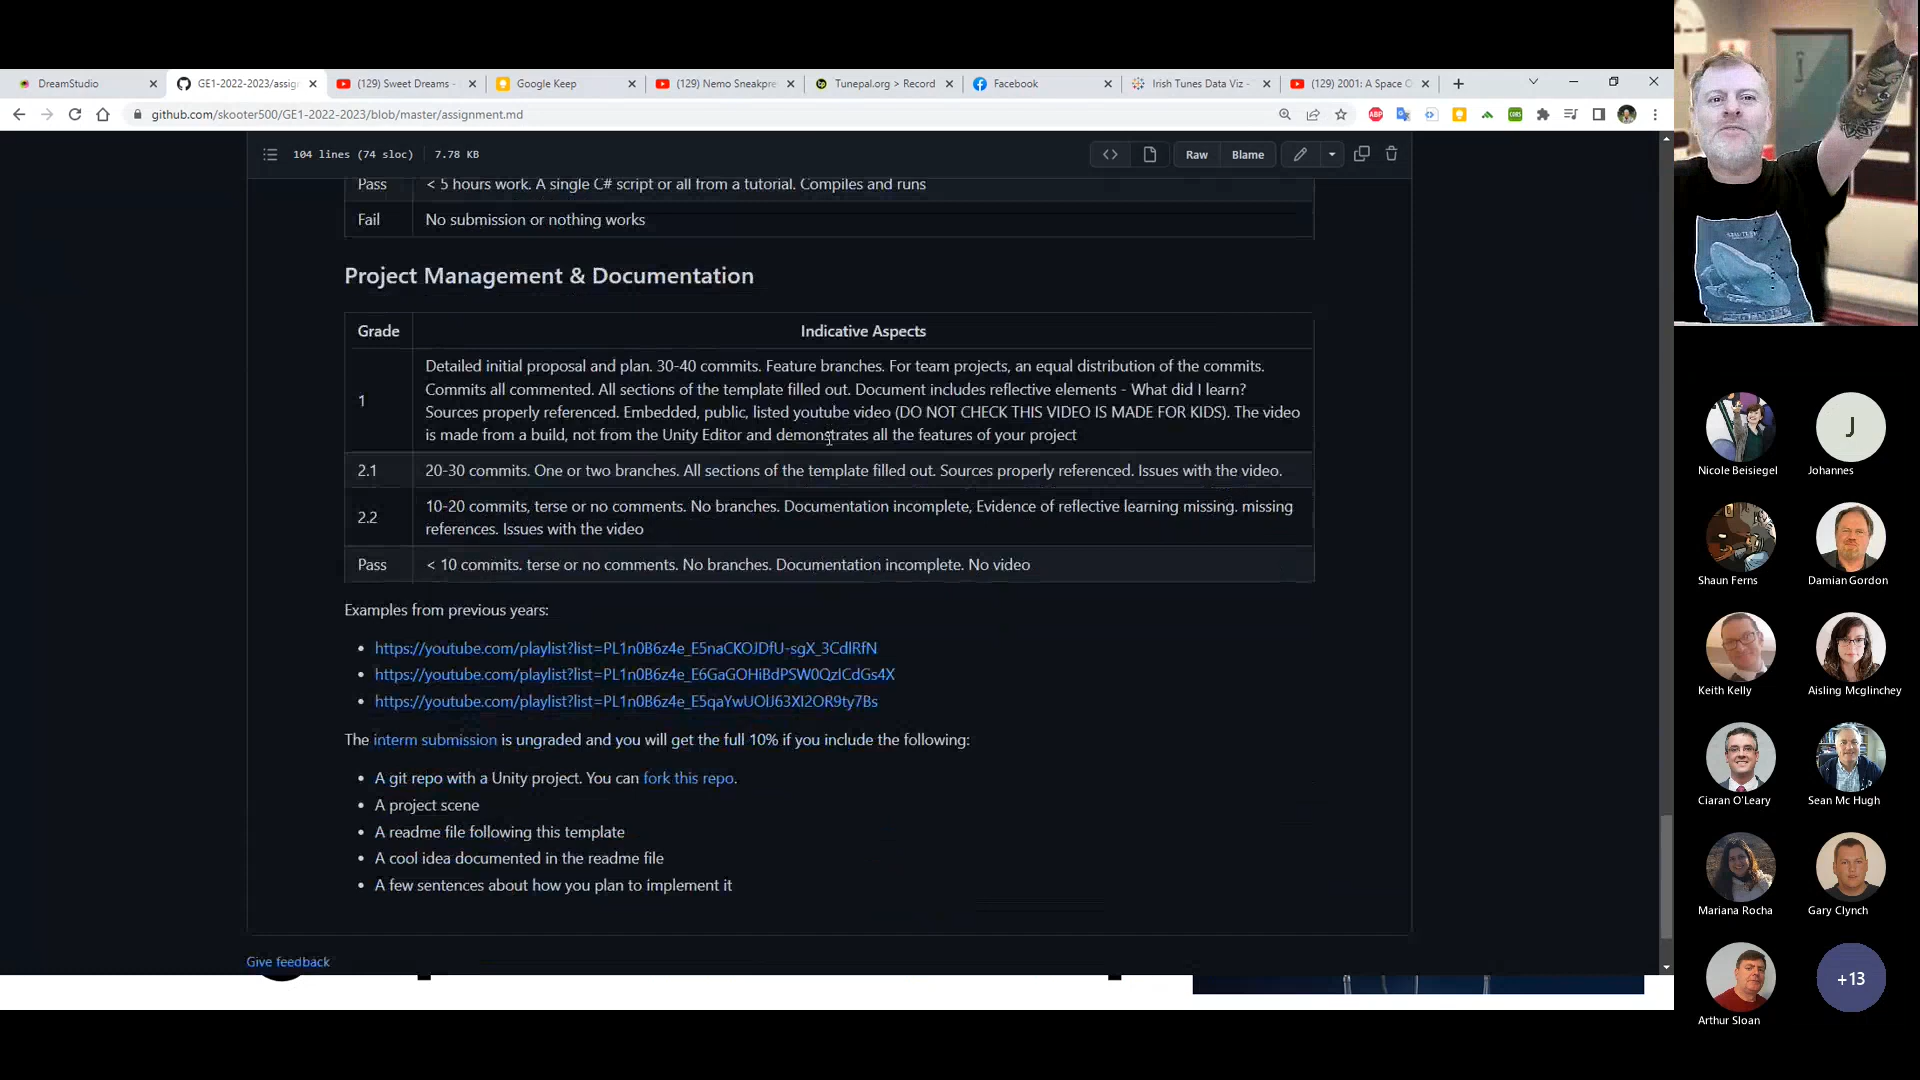 DreamStudio
GE1-2022-2023/assig
(129) Sweet Dreams -
Google Keep
(129) Nemo Sneakpre
Tunepal.org > Record
Facebook
Irish Tunes Data Viz -
(129) 2001: A Space O
github.com/skooter500/GE1-2022-2023/blob/master/assignment.md
ABP
CORS
104 lines (74 sloc) 7.78 KB
Raw Blame
Pass < 5 hours work. A single C# script or all from a tutorial. Compiles and runs
Fail No submission or nothing works
Project Management & Documentation
Grade Indicative Aspects
1 Detailed initial proposal and plan. 30-40 commits. Feature branches. For team projects, an equal distribution of the commits.
Commits all commented. All sections of the template filled out. Document includes reflective elements - What did I learn?
Sources properly referenced. Embedded, public, listed youtube video (DO NOT CHECK THIS VIDEO IS MADE FOR KIDS). The video
is made from a build, not from the Unity Editor and demonstrates all the features of your project
2.1 20-30 commits. One or two branches. All sections of the template filled out. Sources properly referenced. Issues with the video.
2.2 10-20 commits, terse or no comments. No branches. Documentation incomplete, Evidence of reflective learning missing. missing
references. Issues with the video
Pass < 10 commits. terse or no comments. No branches. Documentation incomplete. No video
Examples from previous years:
https://youtube.com/playlist?list=PL1n0B6z4e_E5naCKOJDfU-sgX_3CdlRfN
https://youtube.com/playlist?list=PL1n0B6z4e_E6GaGOHiBdPSW0QzICdGs4X
https://youtube.com/playlist?list=PL1n0B6z4e_E5qaYwUOlJ63XI2OR9ty7Bs
The interm submission is ungraded and you will get the full 10% if you include the following:
A git repo with a Unity project. You can fork this repo.
A project scene
A readme file following this template
A cool idea documented in the readme file
A few sentences about how you plan to implement it
Give feedback
J
Nicole Beisiegel
Johannes
Shaun Ferns
Damian Gordon
Keith Kelly
Aisling Mcglinchey
Ciaran O'Leary
Sean Mc Hugh
Mariana Rocha
Gary Clynch
+13
Arthur Sloan